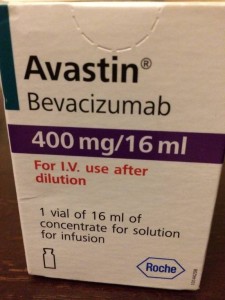 Avastin®
Bevacizumab
400 mg/16 ml
For I.V. use after
dilution
1 vial of 16 ml of
concentrate for solution
for infusion
Roche